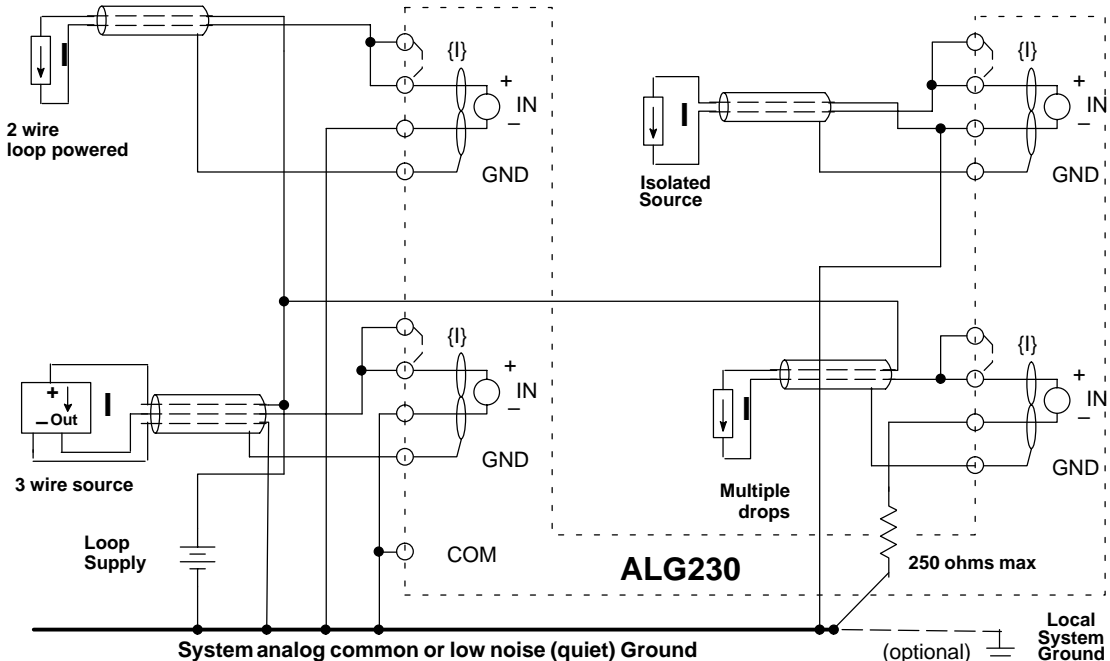 {I}
+
IN
–
GND
I
2 wire
loop powered
{I}
+
IN
–
GND
I
Isolated
Source
{I}
+
IN
–
GND
+
– Out
I
3 wire source
{I}
+
IN
–
GND
I
Multiple
drops
Loop
Supply
COM
ALG230
250 ohms max
System analog common or low noise (quiet) Ground
(optional)
Local
System
Ground